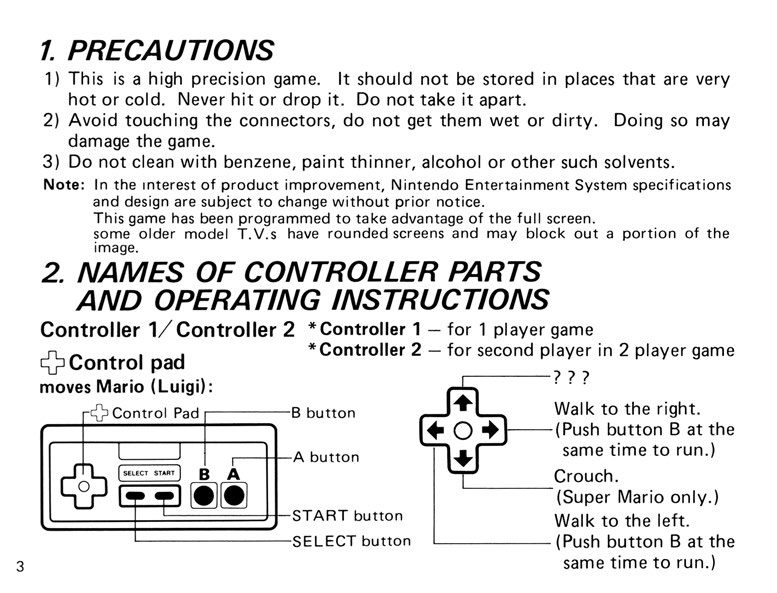 1. PRECAUTIONS
1) This is a high precision game. It should not be stored in places that are very
hot or cold. Never hit or drop it. Do not take it apart.
2) Avoid touching the connectors, do not get them wet or dirty. Doing so may
damage the game.
3) Do not clean with benzene, paint thinner, alcohol or other such solvents.
Note: In the interest of product improvement, Nintendo Entertainment System specifications
and design are subject to change without prior notice.
This game has been programmed to take advantage of the full screen.
some older model T.V.s have rounded screens and may block out a portion of the
image.
2. NAMES OF CONTROLLER PARTS
AND OPERATING INSTRUCTIONS
Controller 1/Controller 2 *Controller 1 – for 1 player game
*Controller 2 – for second player in 2 player game
Control pad
moves Mario (Luigi):
Control Pad
B button
SELECT START
B A
A button
START button
SELECT button
? ? ?
Walk to the right.
(Push button B at the
same time to run.)
Crouch.
(Super Mario only.)
Walk to the left.
(Push button B at the
same time to run.)
3